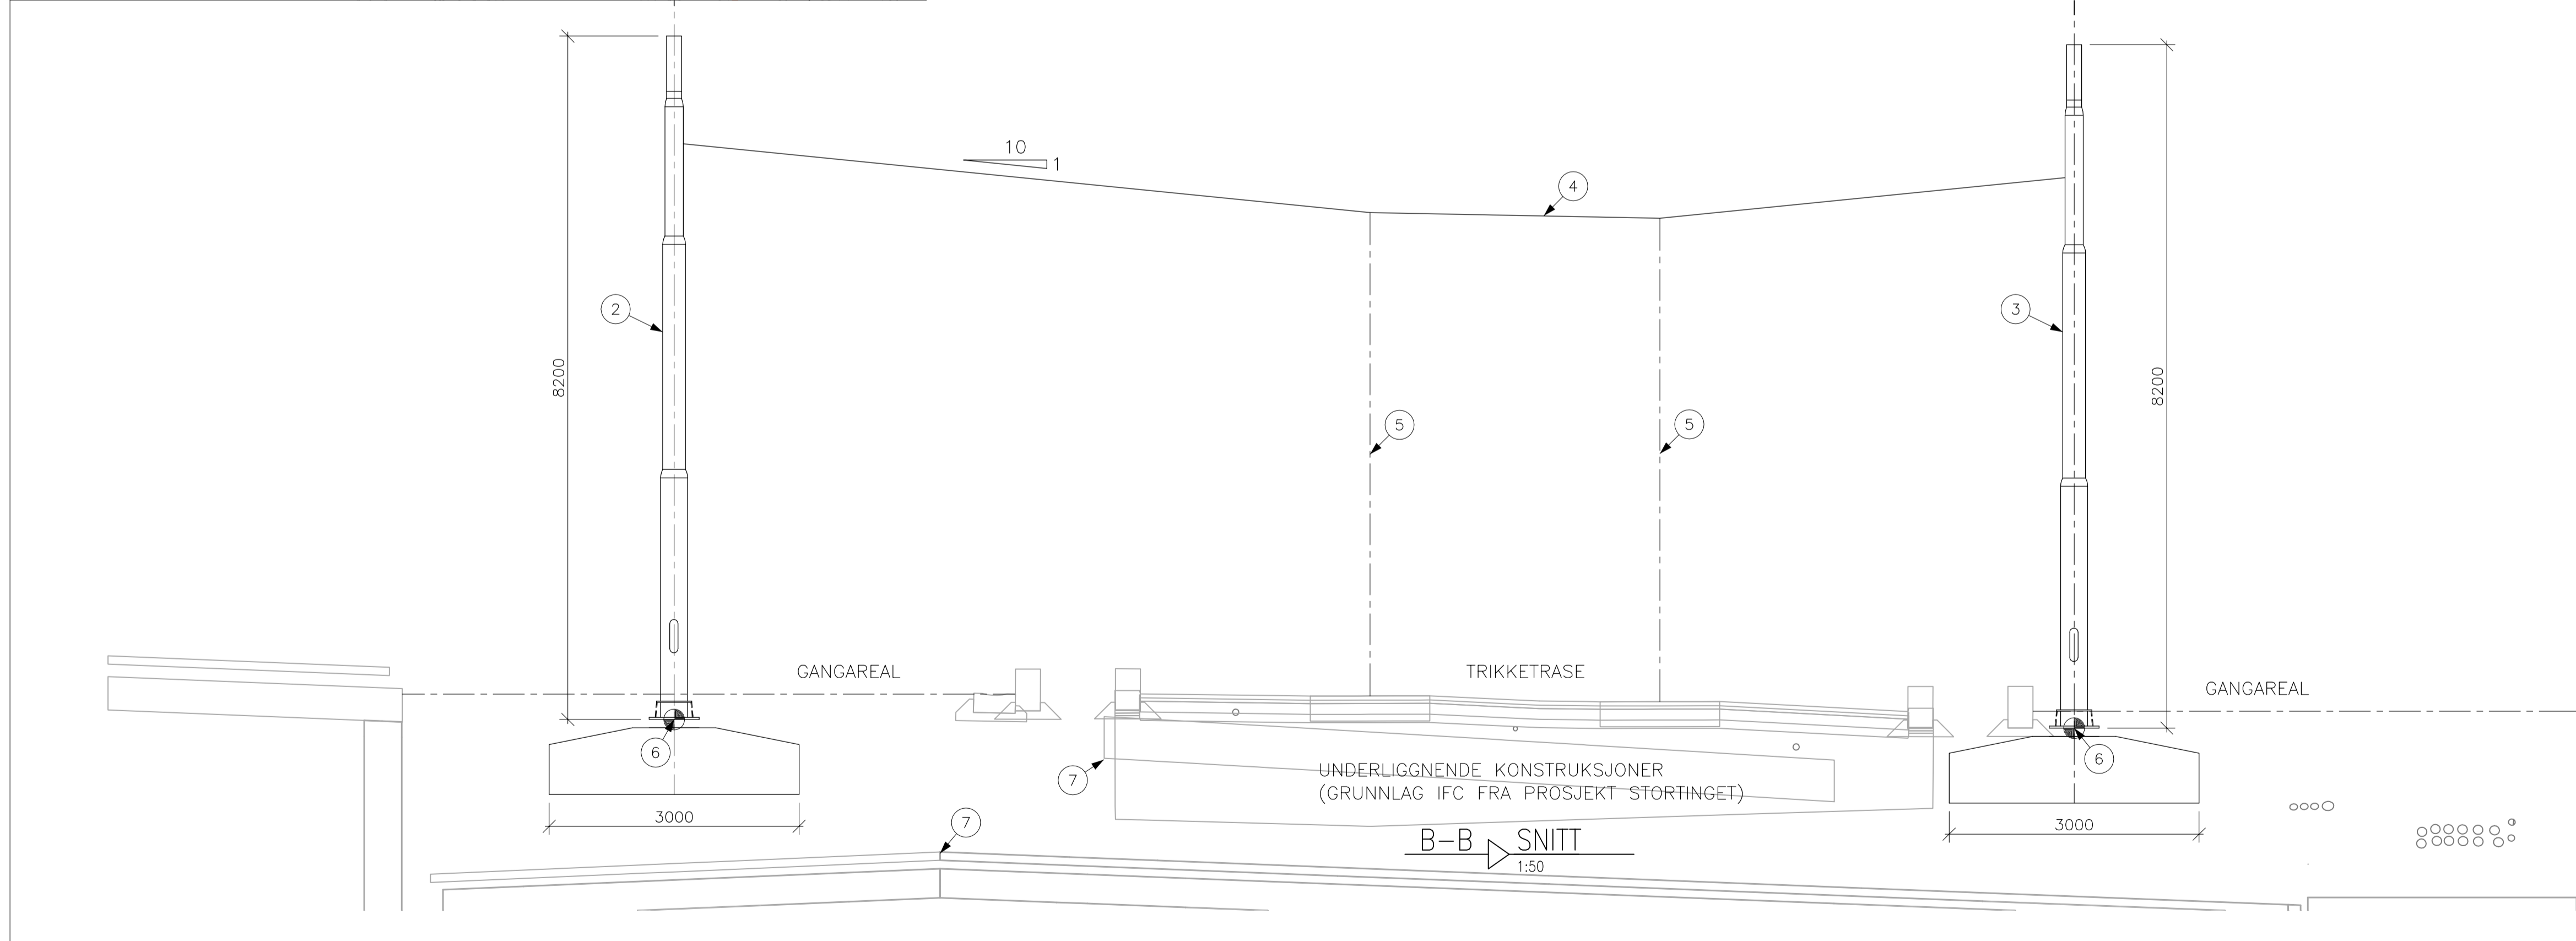 10
1
4
2
3
8200
8200
5
5
GANGAREAL
TRIKKETRASE
GANGAREAL
6
6
7
UNDERLIGGNENDE KONSTRUKSJONER
(GRUNNLAG IFC FRA PROSJEKT STORTINGET)
3000
3000
7
B-B SNITT
1:50